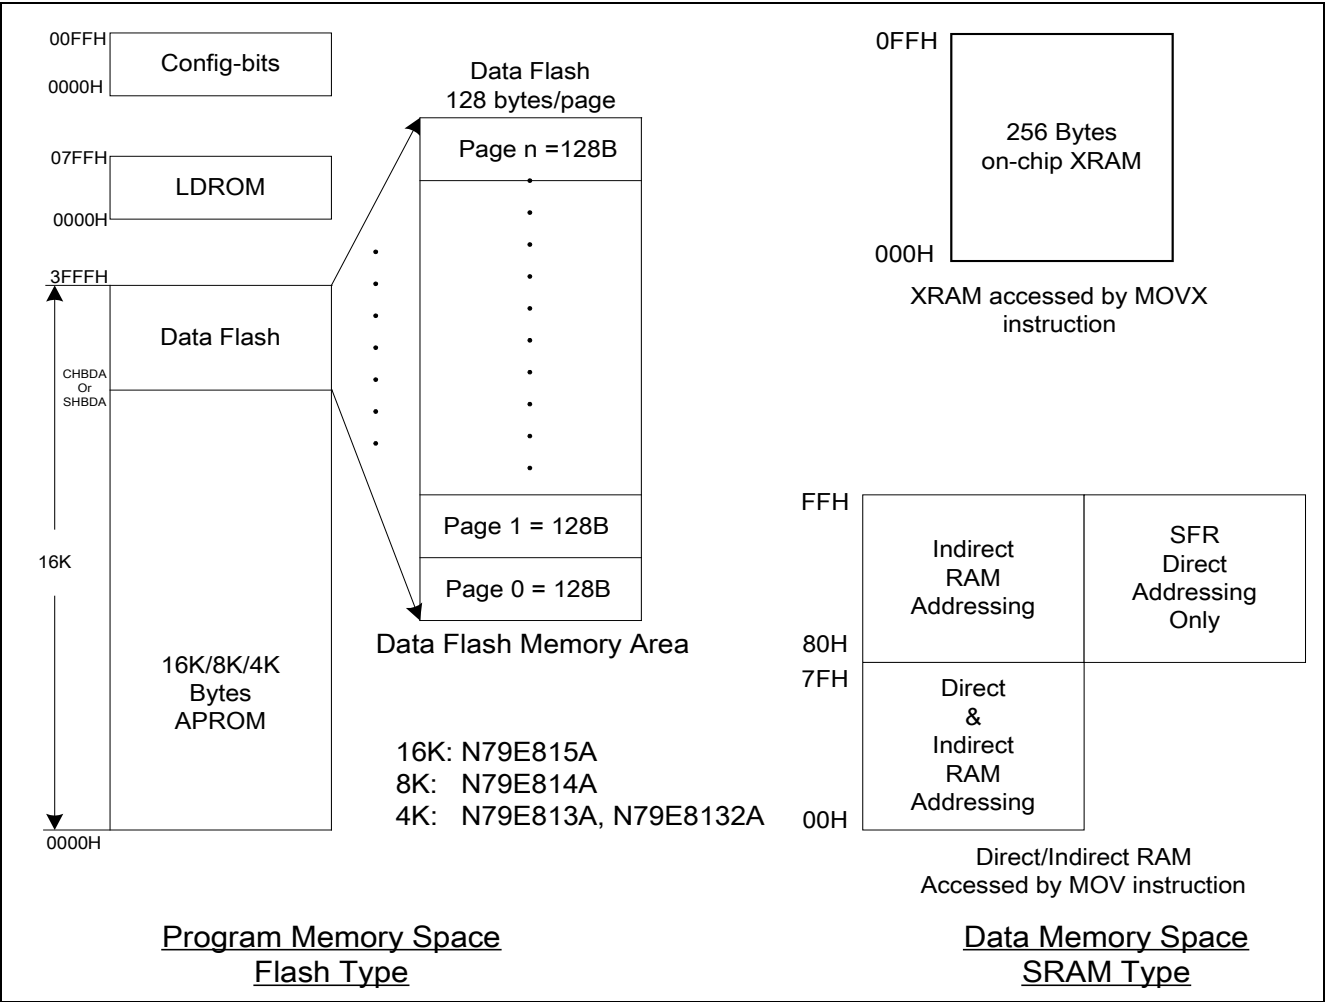 00FFH
Config-bits
0000H
07FFH
LDROM
0000H
3FFFH
Data Flash
CHBDA
Or
SHBDA
16K
16K/8K/4K
Bytes
APROM
0000H
Data Flash
128 bytes/page
Page n =128B
Page 1 = 128B
Page 0 = 128B
Data Flash Memory Area
16K: N79E815A
8K: N79E814A
4K: N79E813A, N79E8132A
Program Memory Space
Flash Type
0FFH
256 Bytes
on-chip XRAM
000H
XRAM accessed by MOVX
instruction
FFH
Indirect
RAM
Addressing
SFR
Direct
Addressing
Only
80H
7FH
Direct
&
Indirect
RAM
Addressing
00H
Direct/Indirect RAM
Accessed by MOV instruction
Data Memory Space
SRAM Type